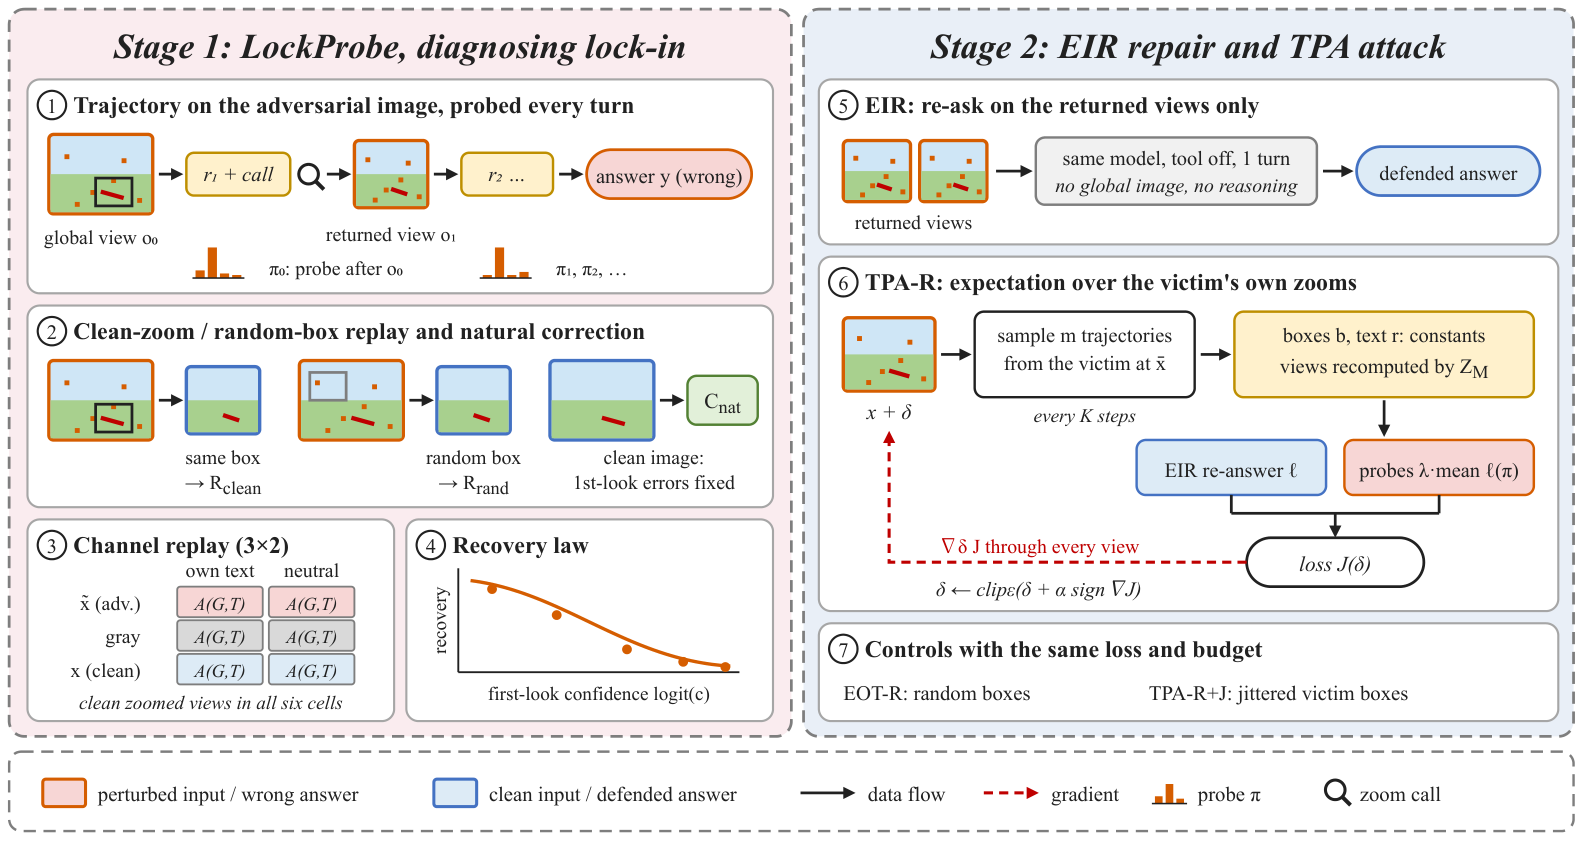 Stage 1: LockProbe, diagnosing lock-in
1 Trajectory on the adversarial image, probed every turn
r₁ + call
r₂ ...
answer y (wrong)
global view o₀
returned view o₁
π₀: probe after o₀
π₁, π₂, …
2 Clean-zoom / random-box replay and natural correction
C_nat
same box
→ R_clean
random box
→ R_rand
clean image:
1st-look errors fixed
3 Channel replay (3×2)
own text
neutral
x̃ (adv.)
A(G,T)
A(G,T)
gray
A(G,T)
A(G,T)
x (clean)
A(G,T)
A(G,T)
clean zoomed views in all six cells
4 Recovery law
recovery
first-look confidence logit(c)
Stage 2: EIR repair and TPA attack
5 EIR: re-ask on the returned views only
returned views
same model, tool off, 1 turn
no global image, no reasoning
defended answer
6 TPA-R: expectation over the victim's own zooms
x + δ
sample m trajectories
from the victim at x̄
every K steps
boxes b, text r: constants
views recomputed by Z_M
EIR re-answer ℓ
probes λ·mean ℓ(π)
loss J(δ)
∇δ J through every view
δ ← clipε(δ + α sign ∇J)
7 Controls with the same loss and budget
EOT-R: random boxes
TPA-R+J: jittered victim boxes
perturbed input / wrong answer
clean input / defended answer
data flow
gradient
probe π
zoom call